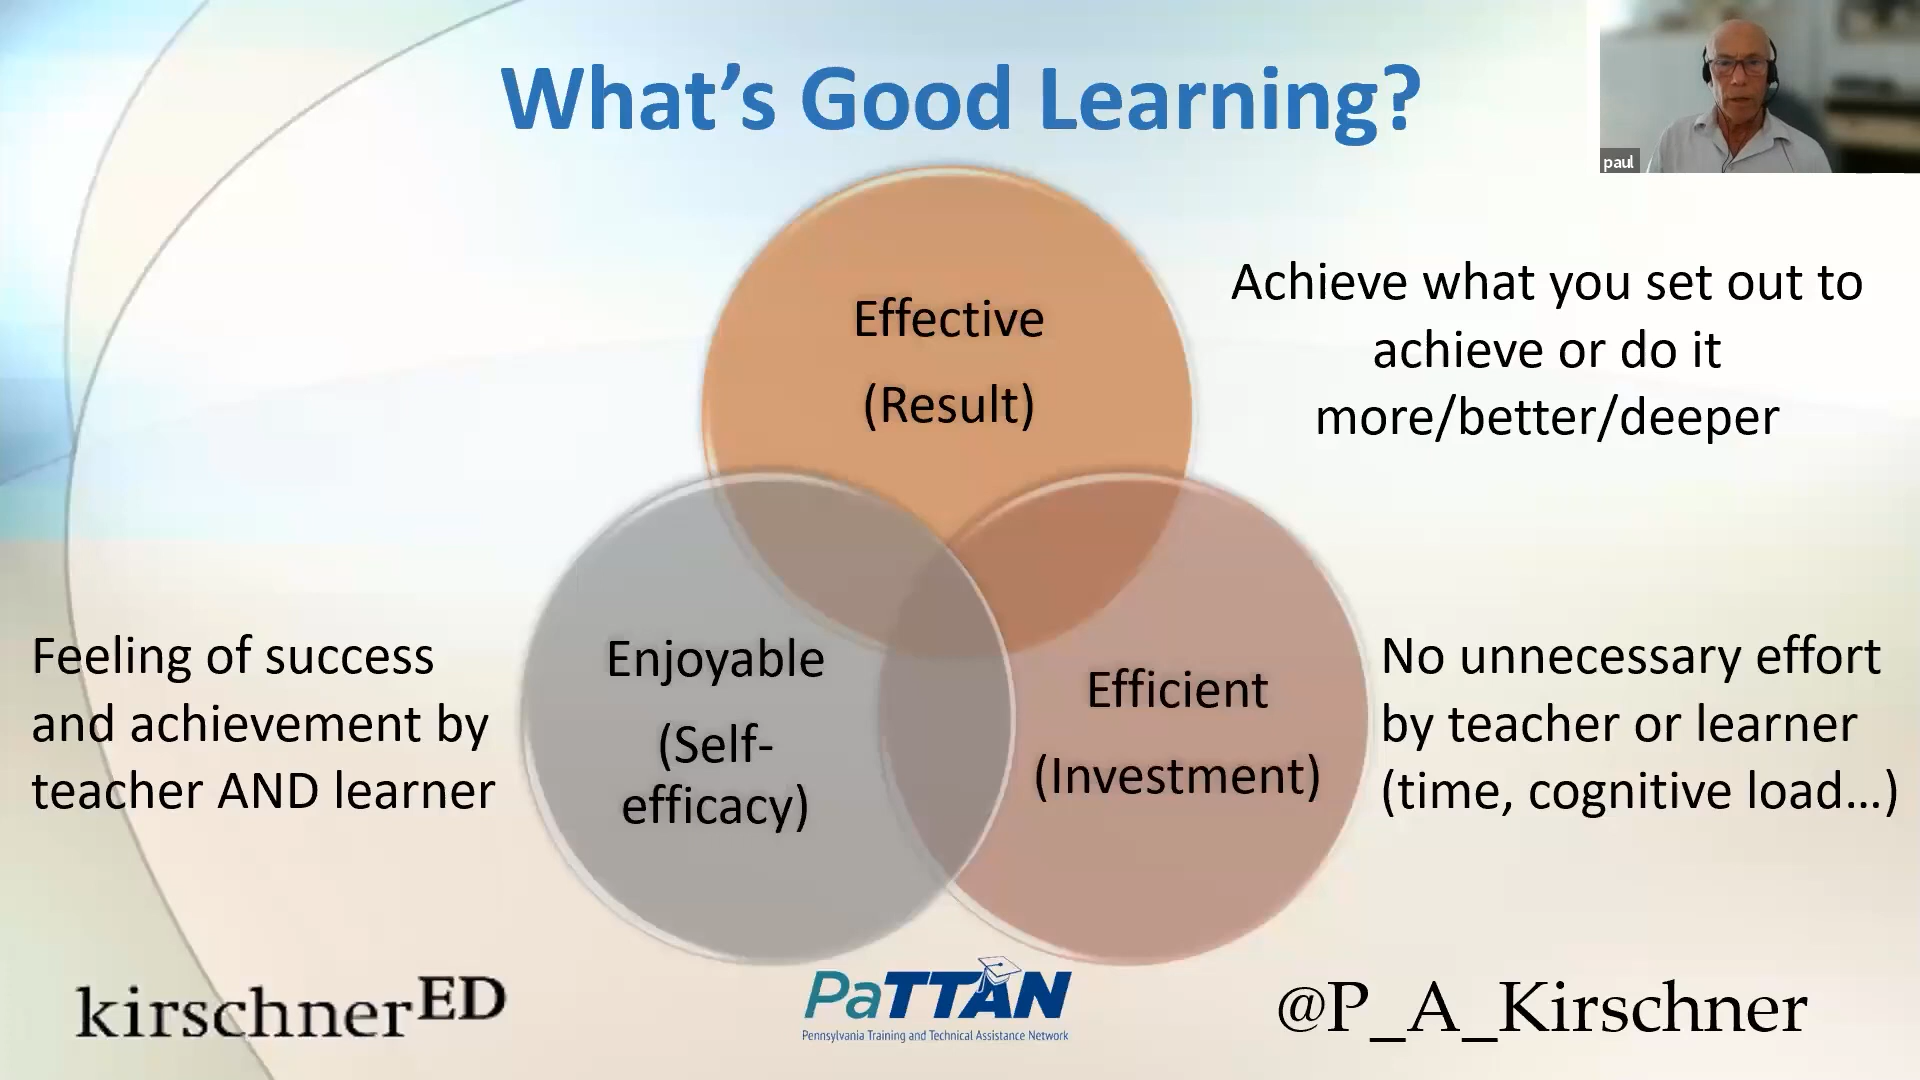 What's Good Learning?
paul
Effective
(Result)
Achieve what you set out to
achieve or do it
more/better/deeper
Feeling of success
and achievement by
teacher AND learner
Enjoyable
(Self-
efficacy)
Efficient
(Investment)
No unnecessary effort
by teacher or learner
(time, cognitive load...)
kirschnerED
PaTTAN
Pennsylvania Training and Technical Assistance Network
@P_A_Kirschner